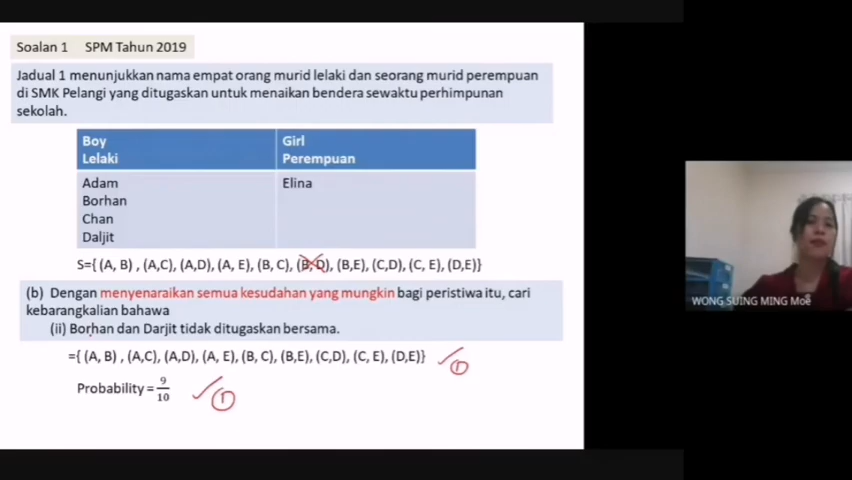 Soalan 1 SPM Tahun 2019
Jadual 1 menunjukkan nama empat orang murid lelaki dan seorang murid perempuan
di SMK Pelangi yang ditugaskan untuk menaikan bendera sewaktu perhimpunan
sekolah.
Boy Girl
Lelaki Perempuan
Adam Elina
Borhan
Chan
Daljit
S={ (A, B) , (A,C), (A,D), (A, E), (B, C), (B, D), (B,E), (C,D), (C, E), (D,E)}
(b) Dengan menyenaraikan semua kesudahan yang mungkin bagi peristiwa itu, cari
kebarangkalian bahawa
(ii) Borhan dan Darjit tidak ditugaskan bersama.
={ (A, B) , (A,C), (A,D), (A, E), (B, C), (B,E), (C,D), (C, E), (D,E)} ✓ ①
Probability = 9/10 ✓ ①
WONG SUING MING Moe